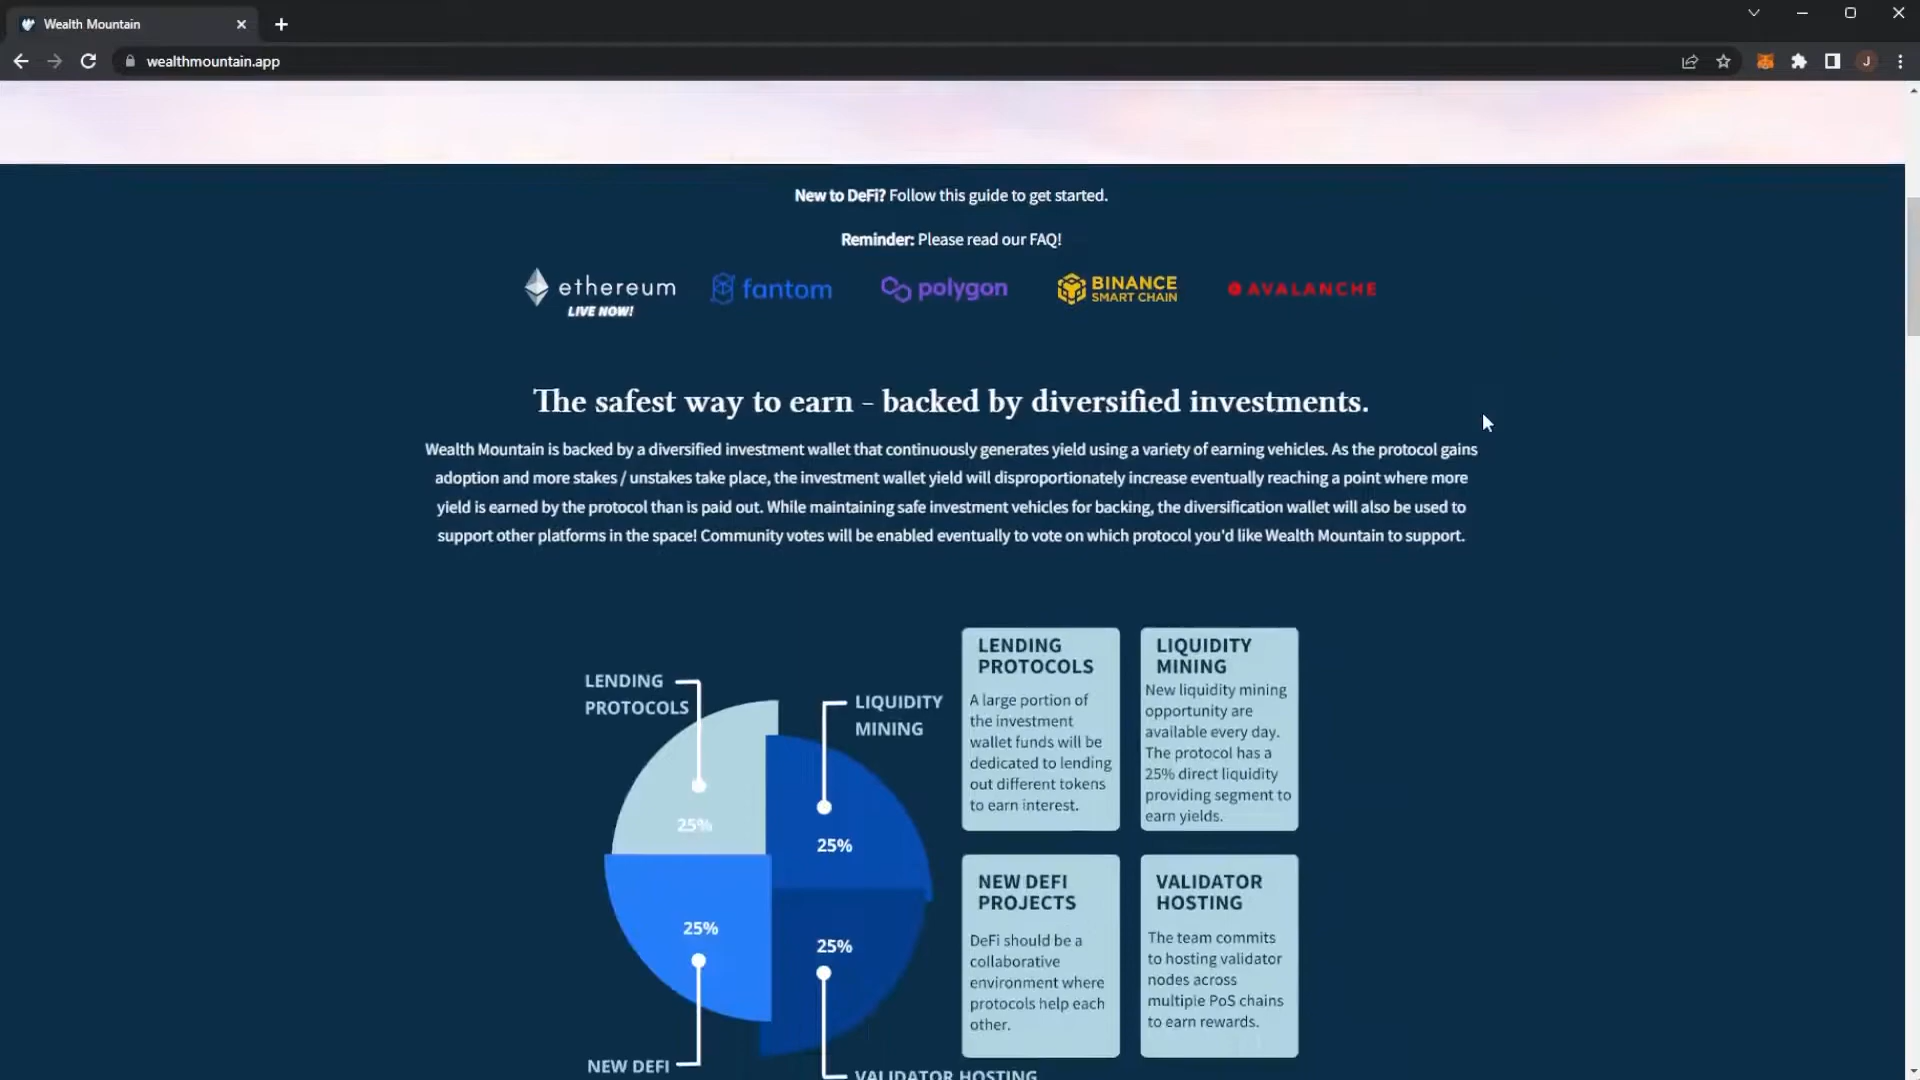 Wealth Mountain
wealthmountain.app
J
New to DeFi? Follow this guide to get started.
Reminder: Please read our FAQ!
ethereum
LIVE NOW!
fantom
polygon
BINANCE
SMART CHAIN
AVALANCHE
The safest way to earn - backed by diversified investments.
Wealth Mountain is backed by a diversified investment wallet that continuously generates yield using a variety of earning vehicles. As the protocol gains
adoption and more stakes / unstakes take place, the investment wallet yield will disproportionately increase eventually reaching a point where more
yield is earned by the protocol than is paid out. While maintaining safe investment vehicles for backing, the diversification wallet will also be used to
support other platforms in the space! Community votes will be enabled eventually to vote on which protocol you'd like Wealth Mountain to support.
LENDING
PROTOCOLS
25%
LIQUIDITY
MINING
25%
25%
NEW DEFI
25%
VALIDATOR HOSTING
LENDING
PROTOCOLS
A large portion of
the investment
wallet funds will be
dedicated to lending
out different tokens
to earn interest.
LIQUIDITY
MINING
New liquidity mining
opportunity are
available every day.
The protocol has a
25% direct liquidity
providing segment to
earn yields.
NEW DEFI
PROJECTS
DeFi should be a
collaborative
environment where
protocols help each
other.
VALIDATOR
HOSTING
The team commits
to hosting validator
nodes across
multiple PoS chains
to earn rewards.